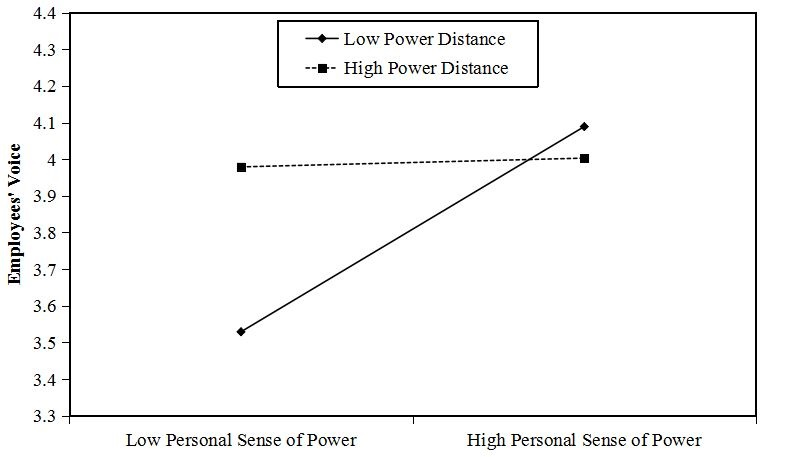 4.4
4.3
4.2
4.1
4
3.9
3.8
3.7
3.6
3.5
3.4
3.3
Employees' Voice
Low Power Distance
High Power Distance
Low Personal Sense of Power
High Personal Sense of Power